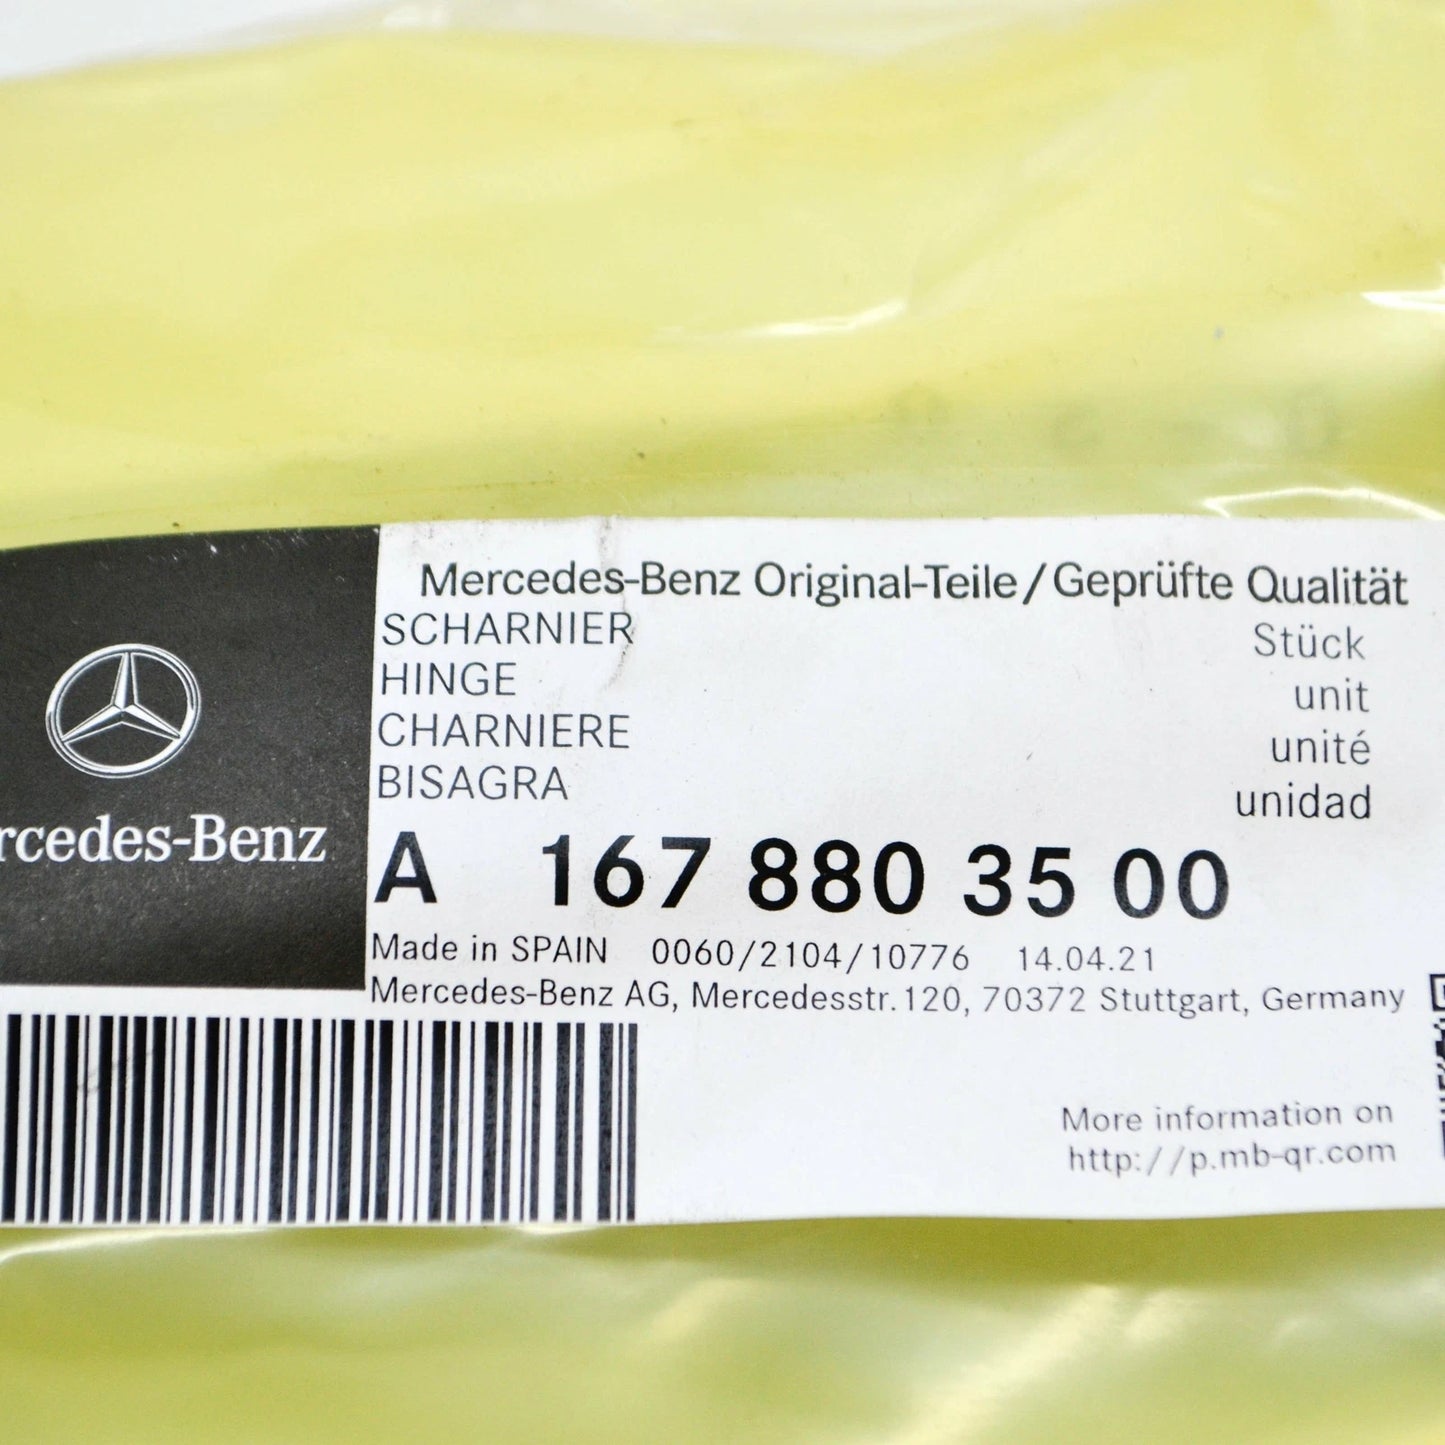 Mercedes-Benz Original-Teile/Geprüfte Qualität
SCHARNIER Stück
HINGE unit
CHARNIERE unité
BISAGRA unidad
rcedes-Benz
A 167 880 35 00
Made in SPAIN 0060/2104/10776 14.04.21
Mercedes-Benz AG, Mercedesstr.120, 70372 Stuttgart, Germany
More information on
http://p.mb-qr.com